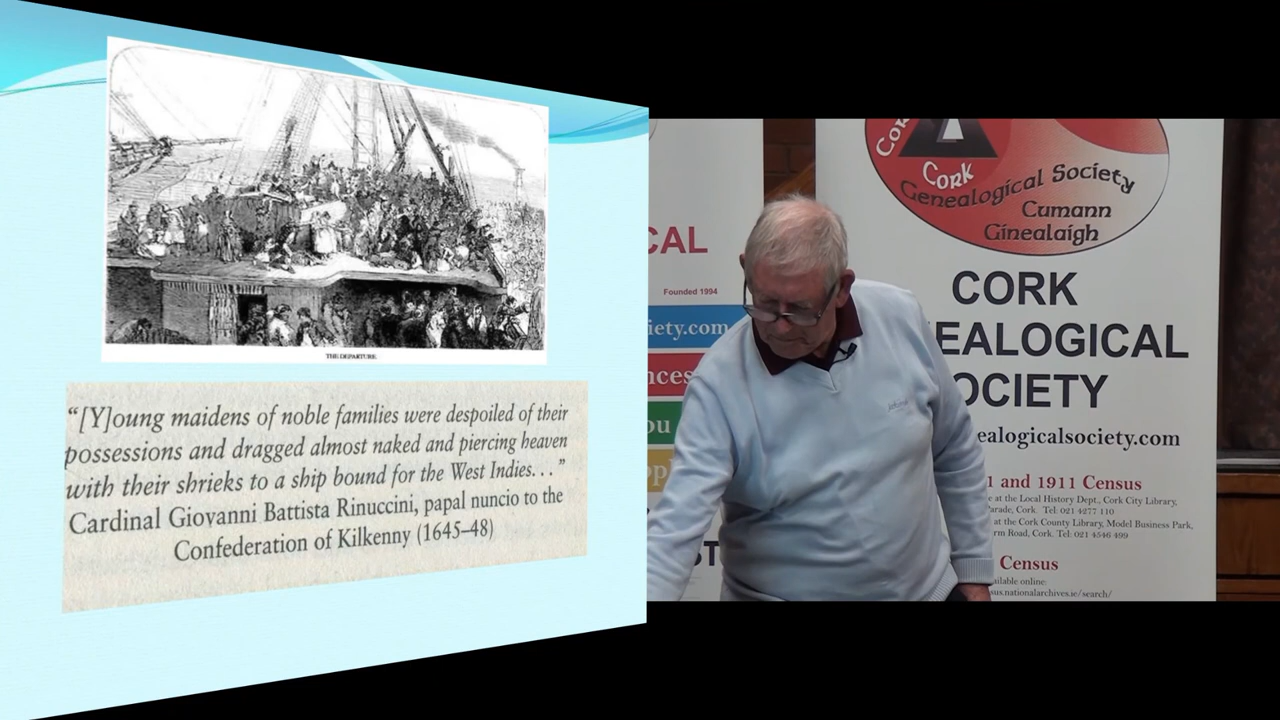 THE DEPARTURE.
“[Y]oung maidens of noble families were despoiled of their
possessions and dragged almost naked and piercing heaven
with their shrieks to a ship bound for the West Indies. . .”
Cardinal Giovanni Battista Rinuccini, papal nuncio to the
Confederation of Kilkenny (1645–48)
CAL
Founded 1994
iety.com
nces
ou
ST
Cor
Cork
Genealogical Society
Cumann
Ginealaigh
CORK
NEALOGICAL
OCIETY
ealogicalsociety.com
1 and 1911 Census
e at the Local History Dept., Cork City Library,
Parade, Cork. Tel: 021 4277 110
at the Cork County Library, Model Business Park,
rm Road, Cork. Tel: 021 4546 499
Census
ailable online:
sus.nationalarchives.ie/search/